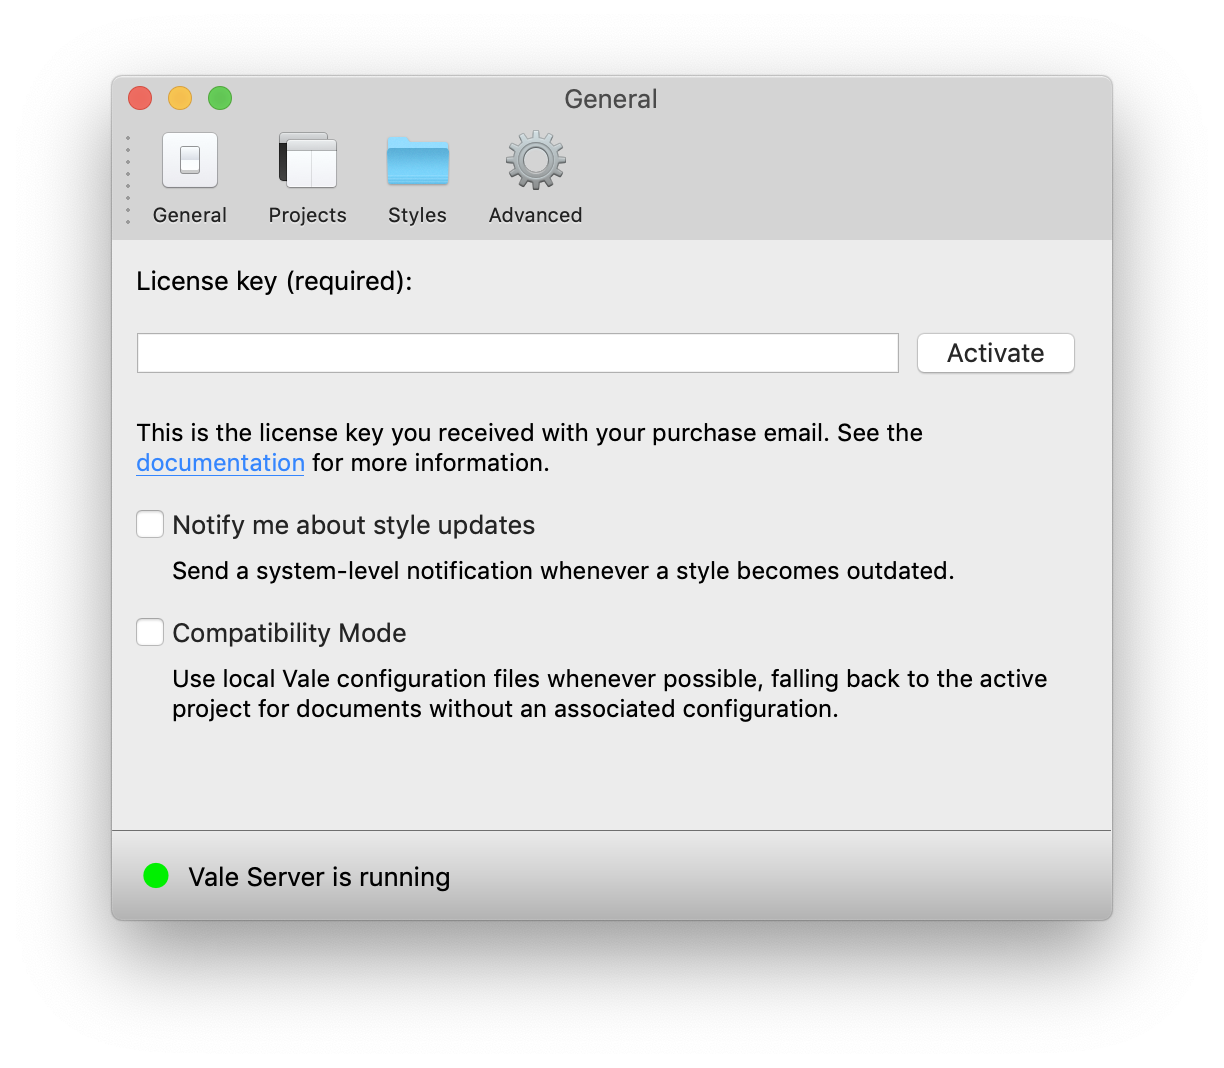 General
General
Projects
Styles
Advanced
License key (required):
Activate
This is the license key you received with your purchase email. See the
documentation for more information.
Notify me about style updates
Send a system-level notification whenever a style becomes outdated.
Compatibility Mode
Use local Vale configuration files whenever possible, falling back to the active
project for documents without an associated configuration.
Vale Server is running